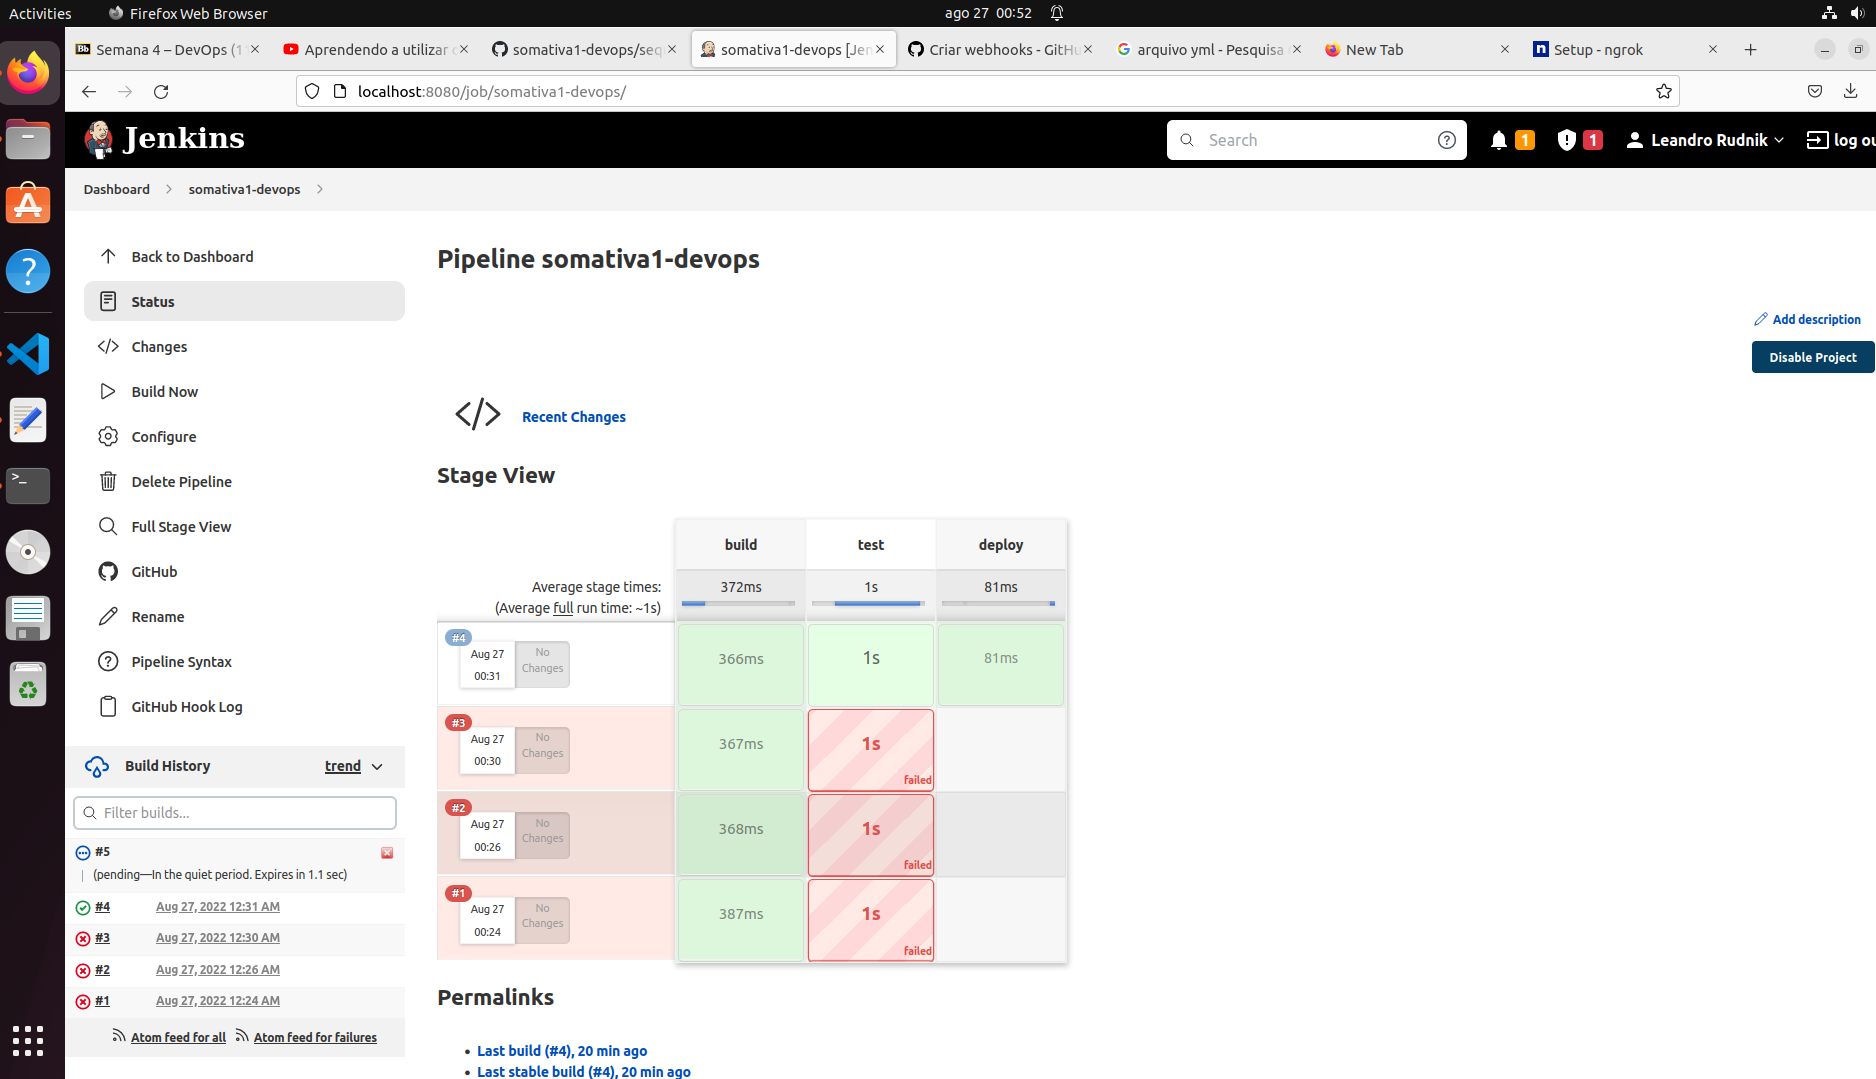 Activities
Firefox Web Browser
ago 27 00:52
Semana 4 – DevOps (1
Aprendendo a utilizar
somativa1-devops/seq
somativa1-devops [Jen
Criar webhooks - GitHu
arquivo yml - Pesquisa
New Tab
Setup - ngrok
localhost:8080/job/somativa1-devops/
Jenkins
Search
1
1
Leandro Rudnik
log ou
Dashboard
somativa1-devops
Back to Dashboard
Status
Changes
Build Now
Configure
Delete Pipeline
Full Stage View
GitHub
Rename
Pipeline Syntax
GitHub Hook Log
Build History
trend
Filter builds...
#5
(pending—In the quiet period. Expires in 1.1 sec)
#4 Aug 27, 2022 12:31 AM
#3 Aug 27, 2022 12:30 AM
#2 Aug 27, 2022 12:26 AM
#1 Aug 27, 2022 12:24 AM
Atom feed for all
Atom feed for failures
Pipeline somativa1-devops
Add description
Disable Project
Recent Changes
Stage View
build test deploy
Average stage times: 372ms 1s 81ms
(Average full run time: ~1s)
#4
Aug 27
00:31
No
Changes
366ms
1s
81ms
#3
Aug 27
00:30
No
Changes
367ms
1s
failed
#2
Aug 27
00:26
No
Changes
368ms
1s
failed
#1
Aug 27
00:24
No
Changes
387ms
1s
failed
Permalinks
Last build (#4), 20 min ago
Last stable build (#4), 20 min ago